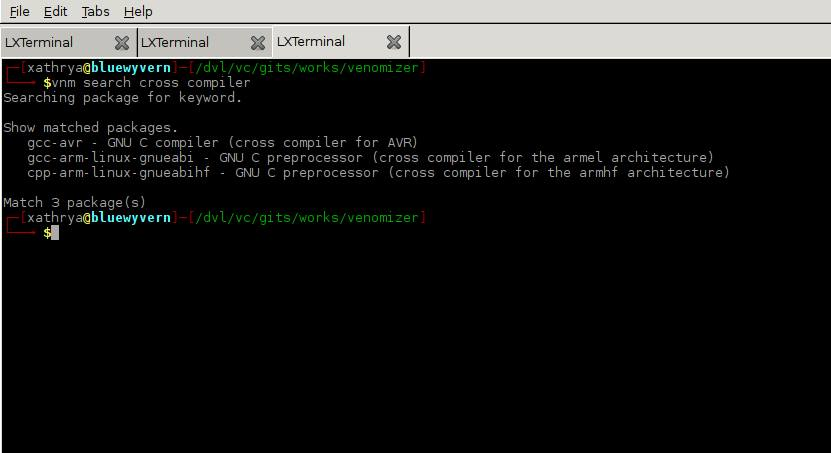 File Edit Tabs Help
LXTerminal LXTerminal LXTerminal
[xathrya@bluewyvern]-[/dvl/vc/gits/works/venomizer]
$vnm search cross compiler
Searching package for keyword.
Show matched packages.
gcc-avr - GNU C compiler (cross compiler for AVR)
gcc-arm-linux-gnueabi - GNU C preprocessor (cross compiler for the armel architecture)
cpp-arm-linux-gnueabihf - GNU C preprocessor (cross compiler for the armhf architecture)
Match 3 package(s)
[xathrya@bluewyvern]-[/dvl/vc/gits/works/venomizer]
$